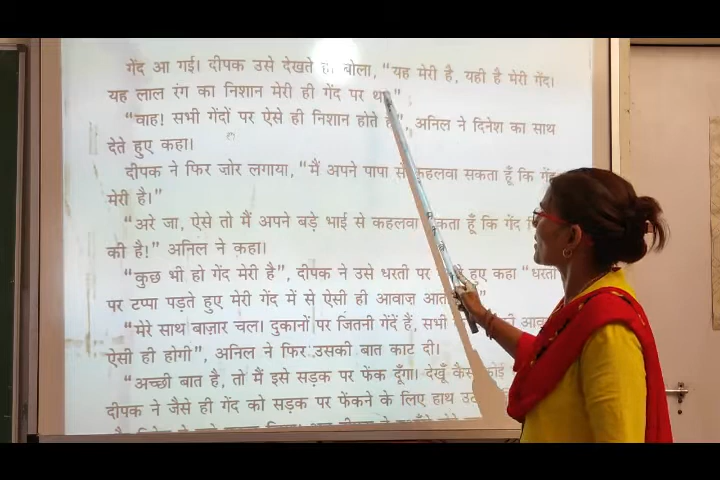 गेंद आ गई। दीपक उसे देखते ह बोला, “यह मेरी है, यही है मेरी गेंद।
यह लाल रंग का निशान मेरी ही गेंद पर था”
“वाह! सभी गेंदों पर ऐसे ही निशान होते हैं”, अनिल ने दिनेश का साथ
देते हुए कहा।
दीपक ने फिर ज़ोर लगाया, “मैं अपने पापा से कहलवा सकता हूँ कि गेंद
मेरी है।”
“अरे जा, ऐसे तो मैं अपने बड़े भाई से कहलवा सकता हूँ कि गेंद
की है!” अनिल ने कहा।
“कुछ भी हो गेंद मेरी है”, दीपक ने उसे धरती पर हुए कहा “धरती
पर टप्पा पड़ते हुए मेरी गेंद में से ऐसी ही आवाज़
“मेरे साथ बाज़ार चल। दुकानों पर जितनी गेंदें हैं, सभी
ऐसी ही होगी”, अनिल ने फिर उसकी बात काट दी।
“अच्छी बात है, तो मैं इसे सड़क पर फेंक दूँगा। देखूँ
दीपक ने जैसे ही गेंद को सड़क पर फेंकने के लिए हाथ